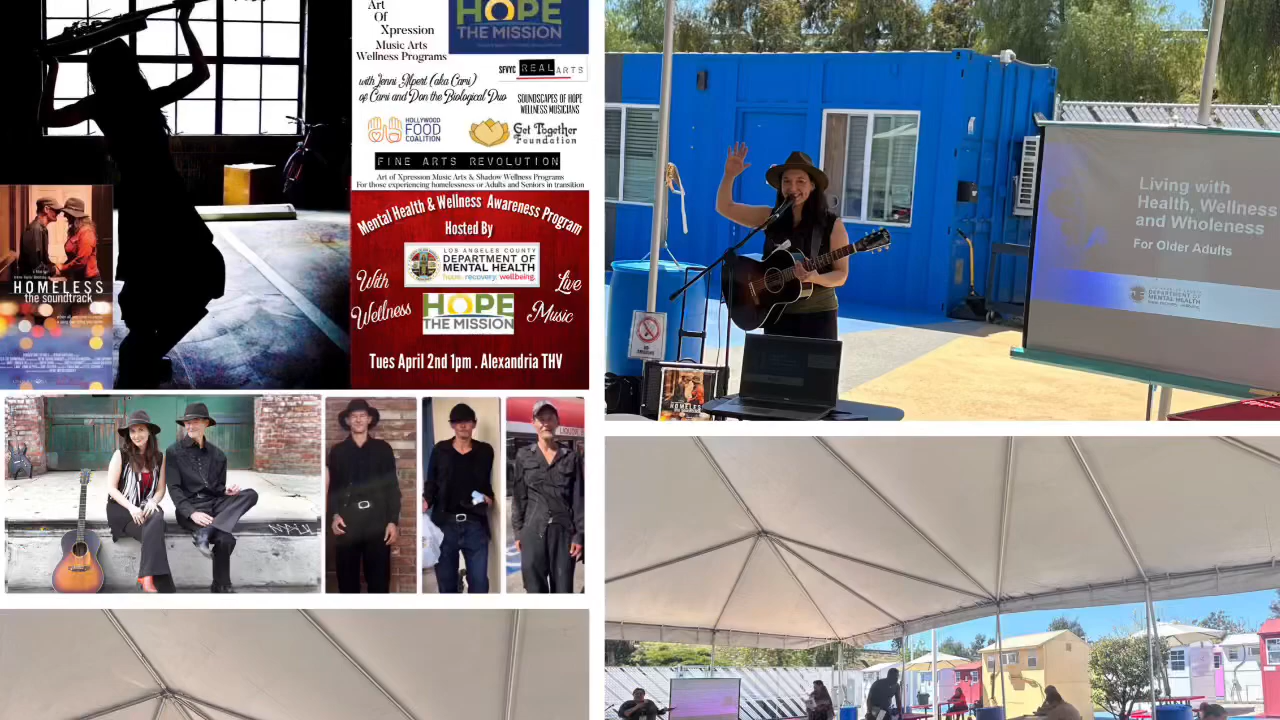 Art
Of
Xpression
Music Arts
Wellness Programs
HOPE
THE MISSION
SFVYC REAL ARTS
with Jenni Alpert (aka Cami)
of Cami and Don the Biological Duo
SOUNDSCAPES OF HOPE
WELLNESS MUSICIANS
HOLLYWOOD
FOOD
COALITION
Get Together
Foundation
FINE ARTS REVOLUTION
Art of Xpression Music Arts & Shadow Wellness Programs
For those experiencing homelessness or Adults and Seniors in transition
Mental Health & Wellness Awareness Program
Hosted By
LOS ANGELES COUNTY
DEPARTMENT OF
MENTAL HEALTH
hope. recovery. wellbeing.
With
Wellness
HOPE
THE MISSION
Live
Music
Tues April 2nd 1pm . Alexandria THV
HOMELESS
the soundtrack
Living with
Health, Wellness
and Wholeness
For Older Adults
DEPARTMENT OF
MENTAL HEALTH
HOMELESS